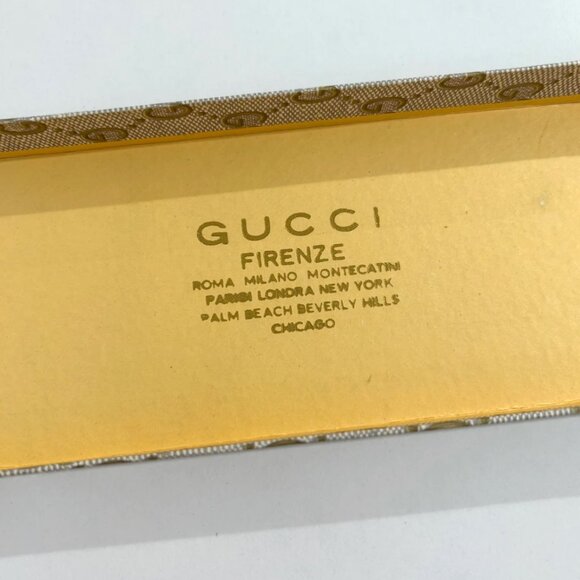 GUCCI
FIRENZE
ROMA MILANO MONTECATINI
PARIGI LONDRA NEW YORK
PALM BEACH BEVERLY HILLS
CHICAGO